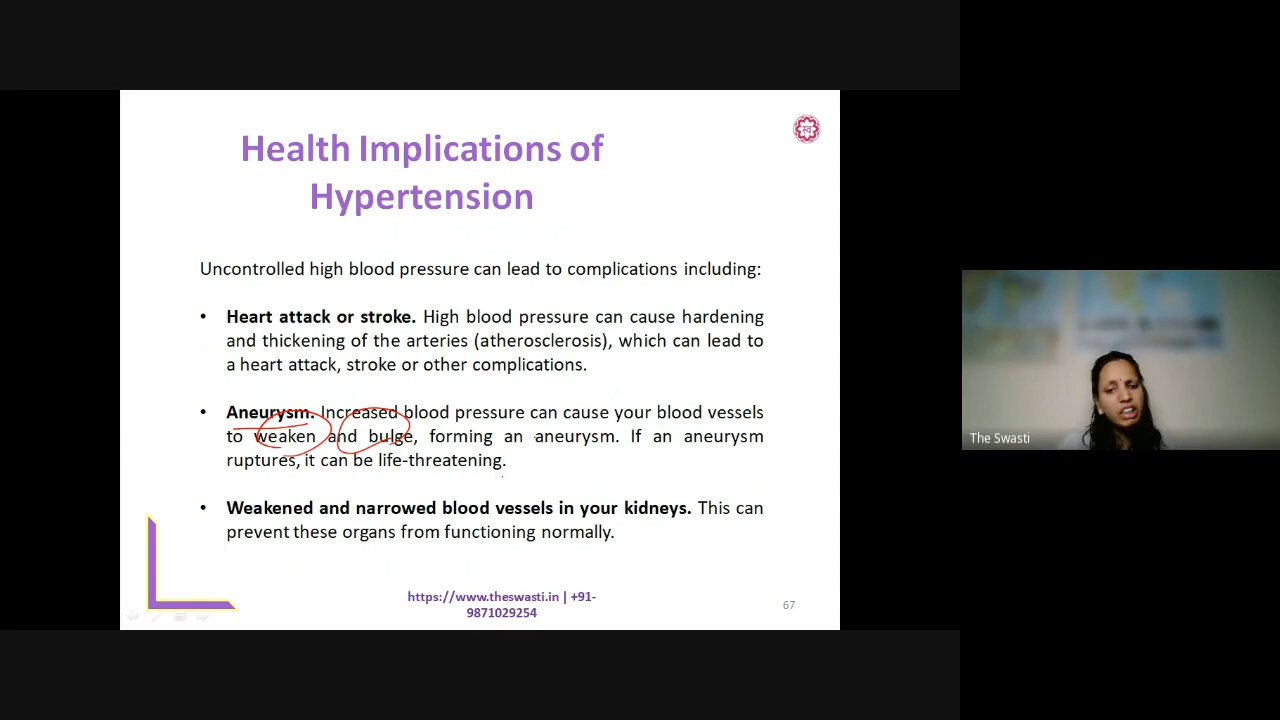 Health Implications of
Hypertension
Uncontrolled high blood pressure can lead to complications including:
• Heart attack or stroke. High blood pressure can cause hardening
and thickening of the arteries (atherosclerosis), which can lead to
a heart attack, stroke or other complications.
• Aneurysm. Increased blood pressure can cause your blood vessels
to weaken and bulge, forming an aneurysm. If an aneurysm
ruptures, it can be life-threatening.
• Weakened and narrowed blood vessels in your kidneys. This can
prevent these organs from functioning normally.
https://www.theswasti.in | +91-
9871029254
67
The Swasti